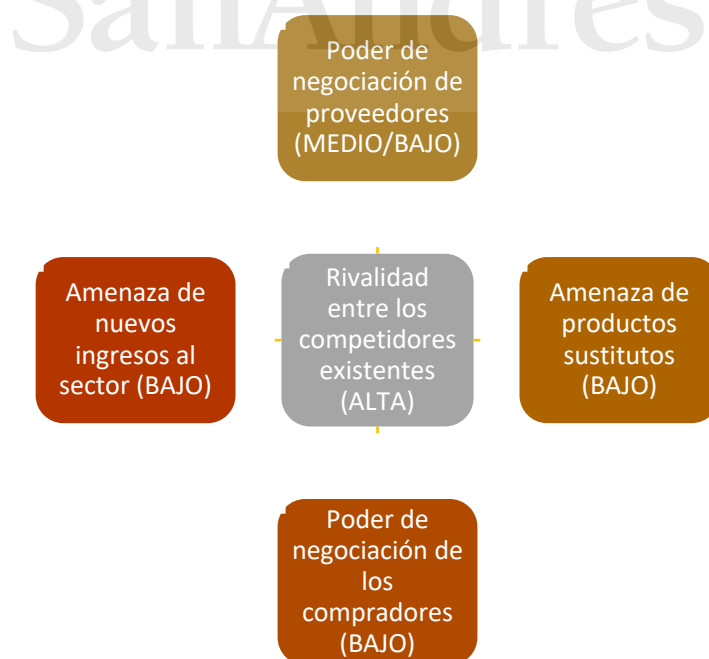 SanAndrés
Poder de
negociación de
proveedores
(MEDIO/BAJO)
Amenaza de
nuevos
ingresos al
sector (BAJO)
Rivalidad
entre los
competidores
existentes
(ALTA)
Amenaza de
productos
sustitutos
(BAJO)
Poder de
negociación de
los
compradores
(BAJO)